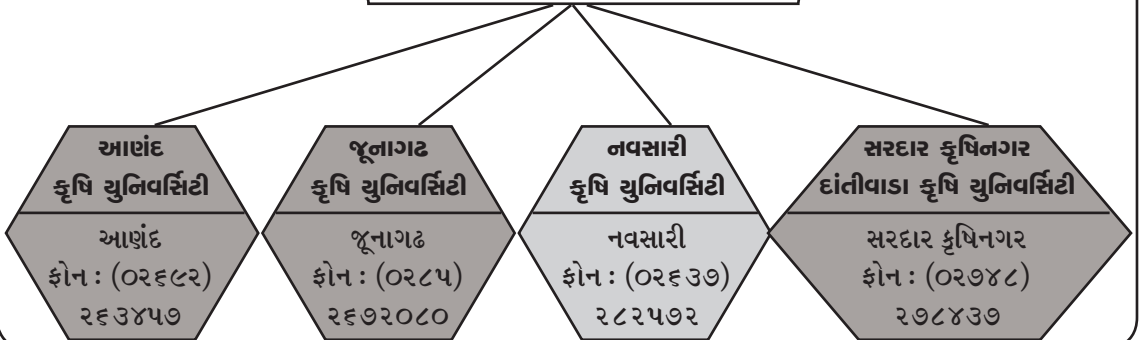 આણંદ
કૃષિ યુનિવર્સિટી
આણંદ
ફોન : (૦૨૬૯૨)
૨૬૩૪૫૭
જૂનાગઢ
કૃષિ યુનિવર્સિટી
જૂનાગઢ
ફોન : (૦૨૮૫)
૨૬૭૨૦૮૦
નવસારી
કૃષિ યુનિવર્સિટી
નવસારી
ફોન : (૦૨૬૩૭)
૨૮૨૫૭૨
સરદાર કૃષિનગર
દાંતીવાડા કૃષિ યુનિવર્સિટી
સરદાર કૃષિનગર
ફોન : (૦૨૭૪૮)
૨૭૮૪૩૭